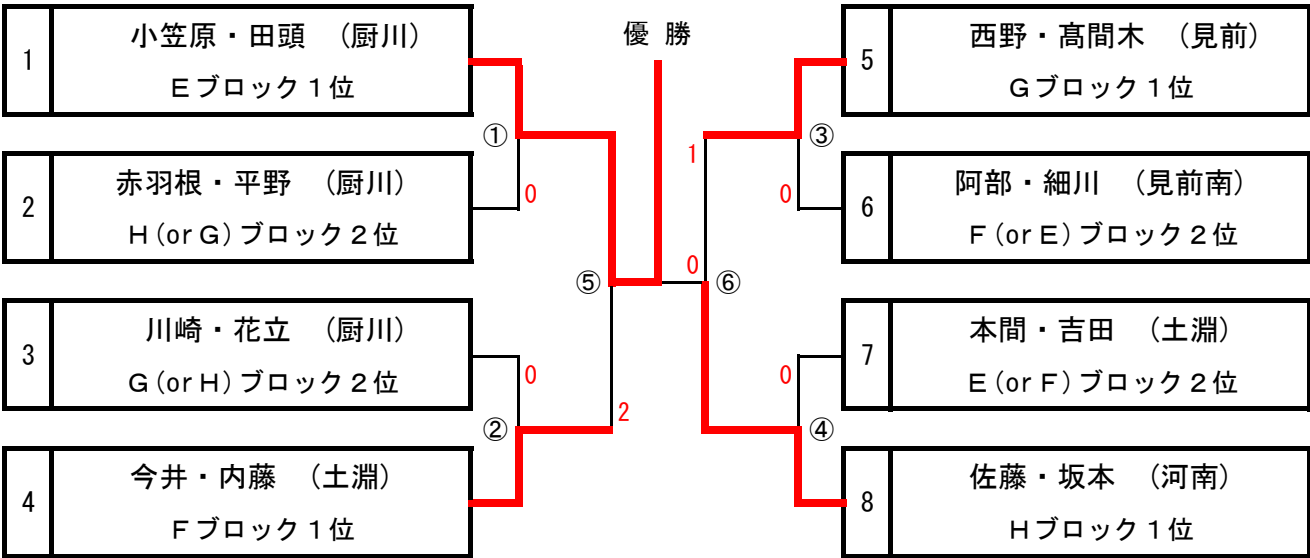 優 勝
1
小笠原・田頭 (厨川)
Eブロック1位
①
0
2
赤羽根・平野 (厨川)
H(or G)ブロック2位
⑤
3
川崎・花立 (厨川)
G(or H)ブロック2位
0
②
2
4
今井・内藤 (土淵)
Fブロック1位
5
西野・髙間木 (見前)
Gブロック1位
1
③
0
6
阿部・細川 (見前南)
F(or E)ブロック2位
0
⑥
7
本間・吉田 (土淵)
E(or F)ブロック2位
0
④
8
佐藤・坂本 (河南)
Hブロック1位